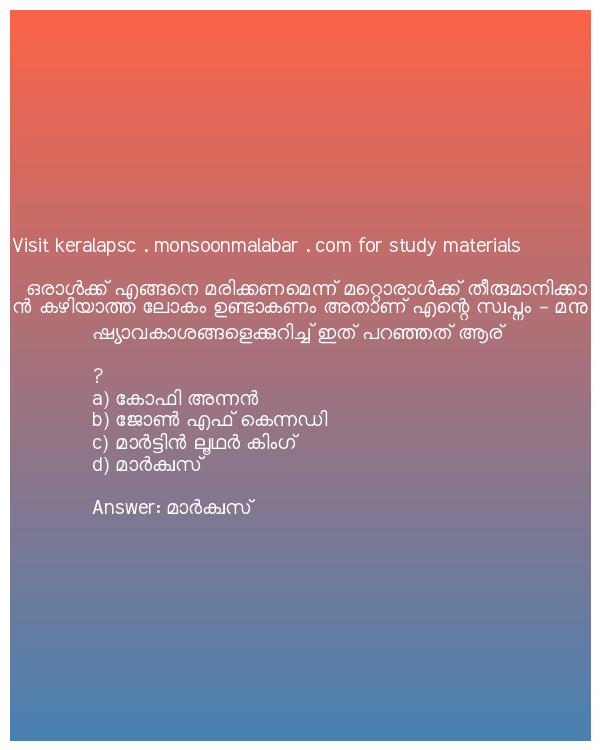 Visit keralapsc . monsoonmalabar . com for study materials
ഒരാൾക്ക് എങ്ങനെ മരിക്കണമെന്ന് മറ്റൊരാൾക്ക് തീരുമാനിക്കാ
ൻ കഴിയാത്ത ലോകം ഉണ്ടാകണം അതാണ് എന്റെ സ്വപ്നം - മനു
ഷ്യാവകാശങ്ങളെക്കുറിച്ച് ഇത് പറഞ്ഞത് ആര്
?
a) കോഫി അന്നൻ
b) ജോൺ എഫ് കെന്നഡി
c) മാർട്ടിൻ ലൂഥർ കിംഗ്
d) മാർക്വസ്
Answer: മാർക്വസ്